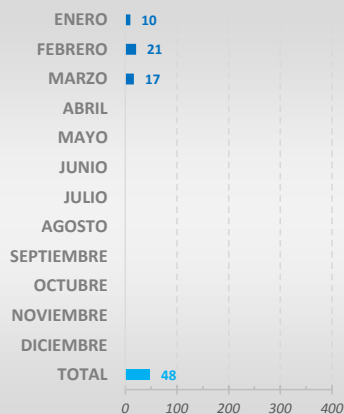 ENERO 10
FEBRERO 21
MARZO 17
ABRIL
MAYO
JUNIO
JULIO
AGOSTO
SEPTIEMBRE
OCTUBRE
NOVIEMBRE
DICIEMBRE
TOTAL 48
0 100 200 300 400